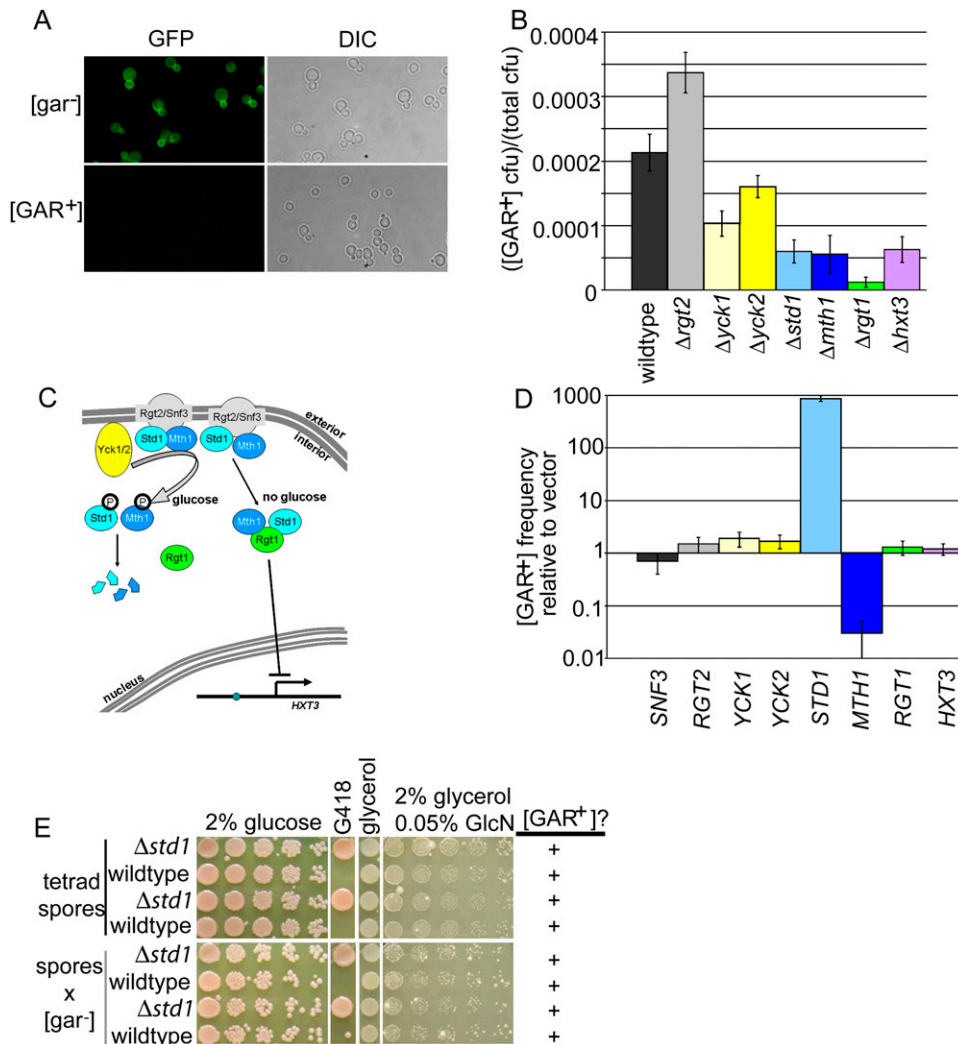 A
GFP
DIC
[gar-]
[GAR+]
B
([GAR+] cfu)/(total cfu)
0.0004
0.0003
0.0002
0.0001
0
wildtype
Δrgt2
Δyck1
Δyck2
Δstd1
Δmth1
Δrgt1
Δhxt3
C
Rgt2/Snf3
Rgt2/Snf3
exterior
interior
Yck1/2
Std1
Mth1
Std1
Mth1
P
P
glucose
no glucose
Std1
Mth1
Mth1
Std1
Rgt1
Rgt1
nucleus
HXT3
D
[GAR+] frequency
relative to vector
1000
100
10
1
0.1
0.01
SNF3
RGT2
YCK1
YCK2
STD1
MTH1
RGT1
HXT3
E
2% glucose
G418
glycerol
2% glycerol
0.05% GlcN
[GAR+]?
tetrad
spores
Δstd1
+
wildtype
+
Δstd1
+
wildtype
+
spores
x
[gar-]
Δstd1
+
wildtype
+
Δstd1
+
wildtype
+